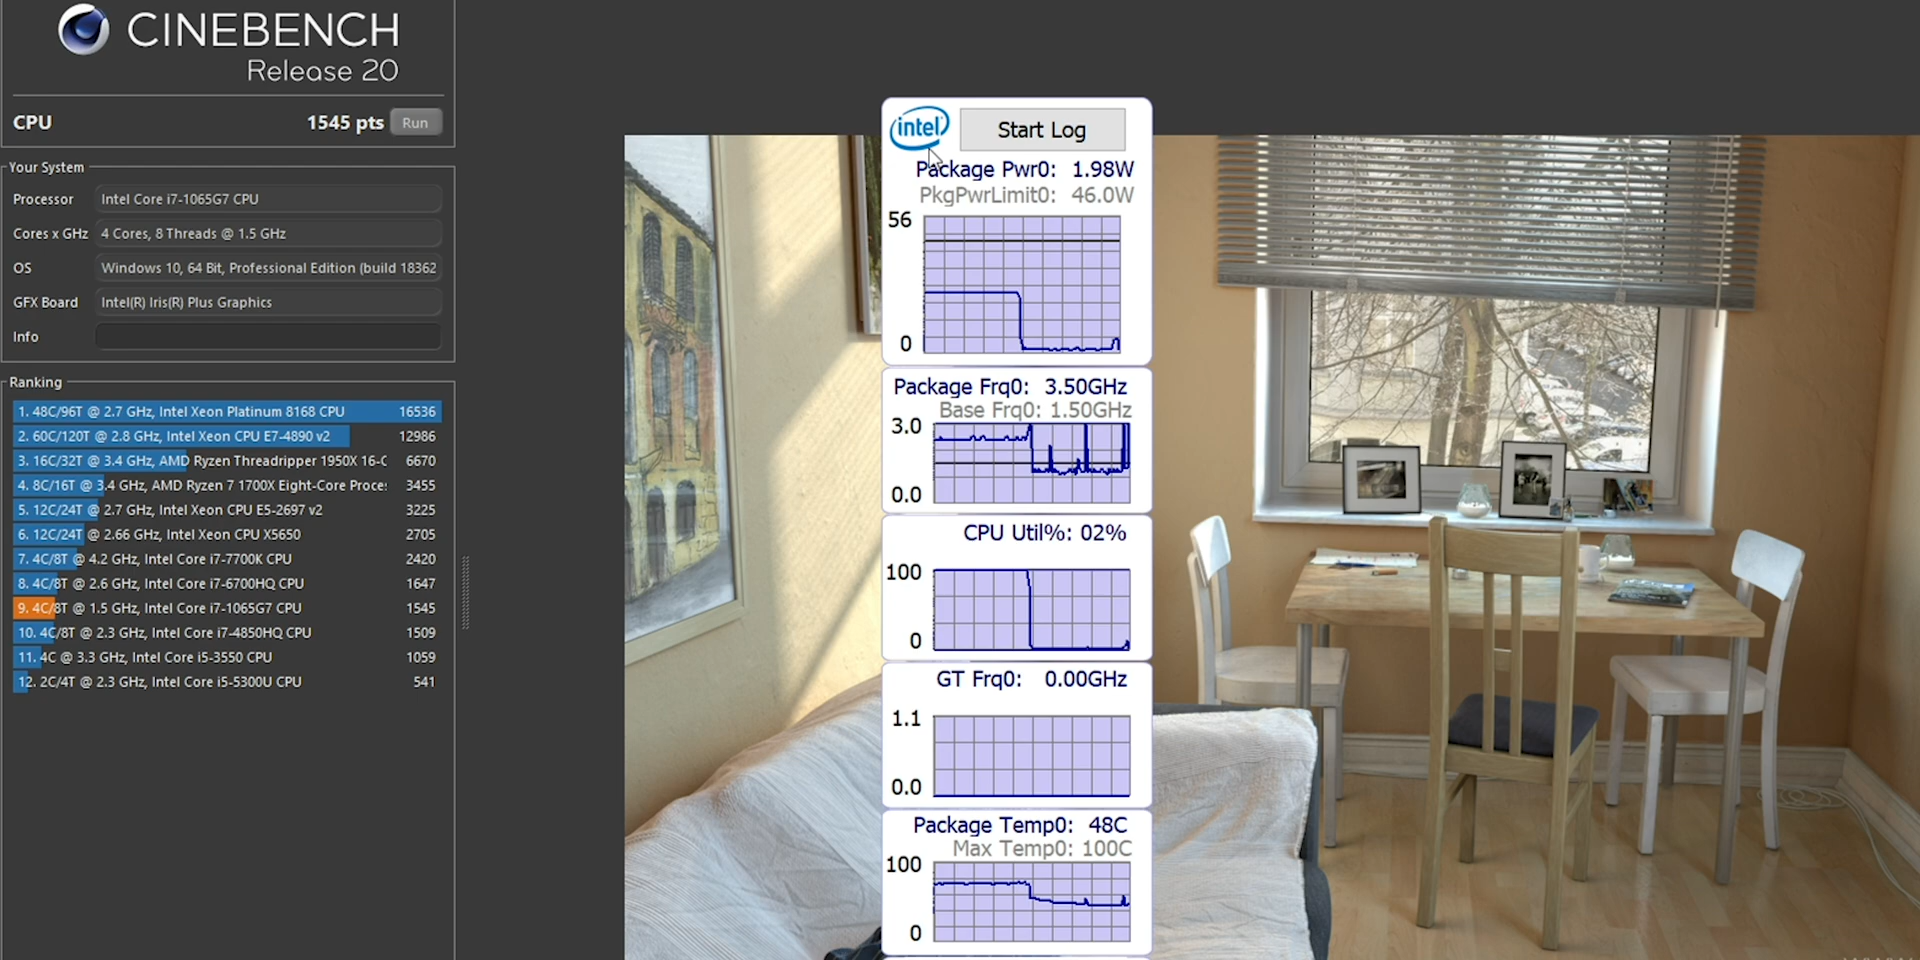 CINEBENCH
Release 20
CPU 1545 pts Run
Your System
Processor Intel Core i7-1065G7 CPU
Cores x GHz 4 Cores, 8 Threads @ 1.5 GHz
OS Windows 10, 64 Bit, Professional Edition (build 18362
GFX Board Intel(R) Iris(R) Plus Graphics
Info
Ranking
1. 48C/96T @ 2.7 GHz, Intel Xeon Platinum 8168 CPU 16536
2. 60C/120T @ 2.8 GHz, Intel Xeon CPU E7-4890 v2 12986
3. 16C/32T @ 3.4 GHz, AMD Ryzen Threadripper 1950X 16-C 6670
4. 8C/16T @ 3.4 GHz, AMD Ryzen 7 1700X Eight-Core Proce: 3455
5. 12C/24T @ 2.7 GHz, Intel Xeon CPU E5-2697 v2 3225
6. 12C/24T @ 2.66 GHz, Intel Xeon CPU X5650 2705
7. 4C/8T @ 4.2 GHz, Intel Core i7-7700K CPU 2420
8. 4C/8T @ 2.6 GHz, Intel Core i7-6700HQ CPU 1647
9. 4C/8T @ 1.5 GHz, Intel Core i7-1065G7 CPU 1545
10. 4C/8T @ 2.3 GHz, Intel Core i7-4850HQ CPU 1509
11. 4C @ 3.3 GHz, Intel Core i5-3550 CPU 1059
12. 2C/4T @ 2.3 GHz, Intel Core i5-5300U CPU 541
intel Start Log
Package Pwr0: 1.98W
PkgPwrLimit0: 46.0W
56
0
Package Frq0: 3.50GHz
Base Frq0: 1.50GHz
3.0
0.0
CPU Util%: 02%
100
0
GT Frq0: 0.00GHz
1.1
0.0
Package Temp0: 48C
Max Temp0: 100C
100
0